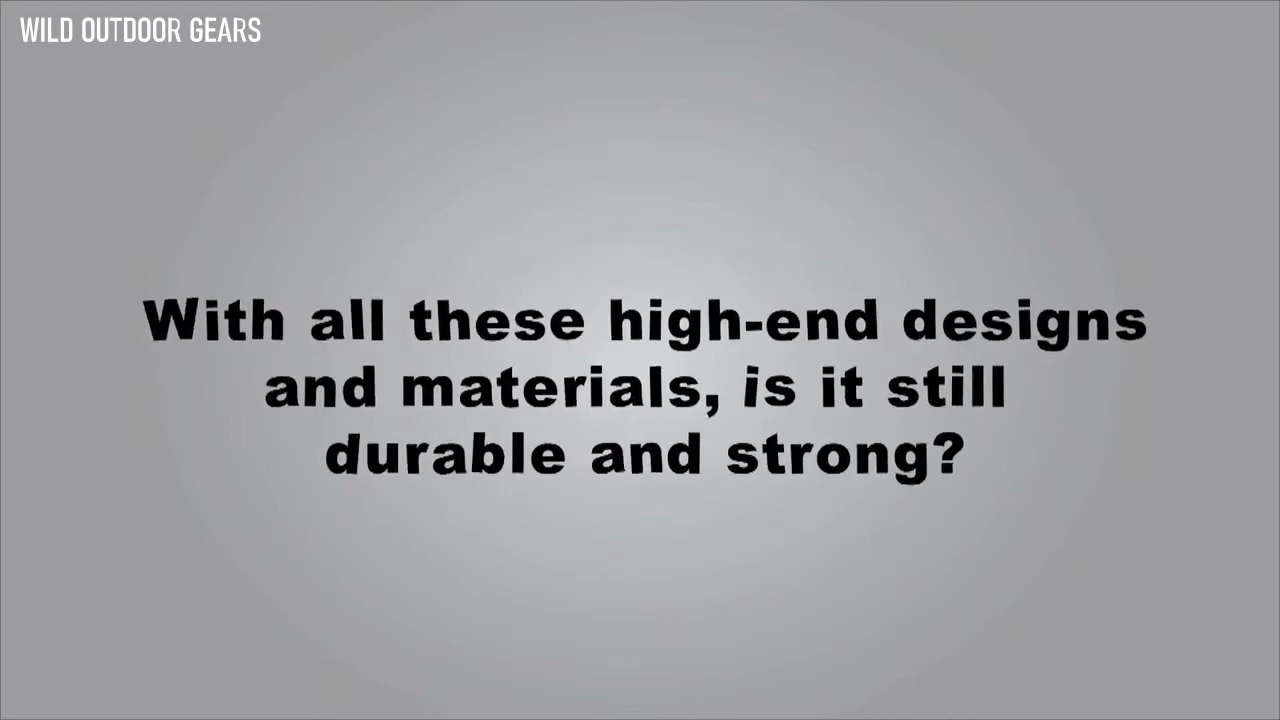 WILD OUTDOOR GEARS
With all these high-end designs
and materials, is it still
durable and strong?